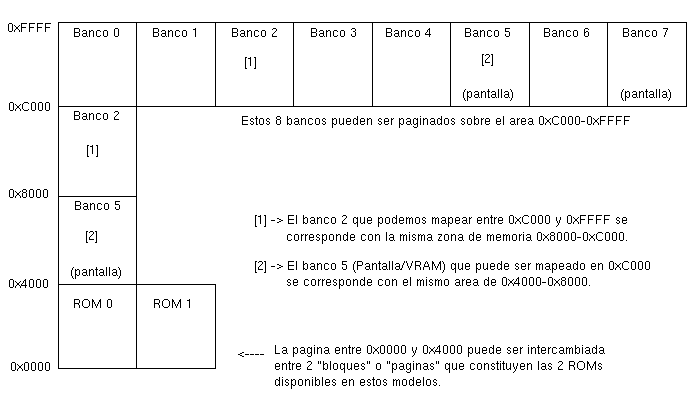 0xFFFF
Banco 0 Banco 1 Banco 2 Banco 3 Banco 4 Banco 5 Banco 6 Banco 7
[1] [2]
(pantalla) (pantalla)
0xC000
Banco 2
Estos 8 bancos pueden ser paginados sobre el area 0xC000-0xFFFF
[1]
0x8000
Banco 5
[1] -> El banco 2 que podemos mapear entre 0xC000 y 0xFFFF se
corresponde con la misma zona de memoria 0x8000-0xC000.
[2]
(pantalla)
[2] -> El banco 5 (Pantalla/VRAM) que puede ser mapeado en 0xC000
se corresponde con el mismo area de 0x4000-0x8000.
0x4000
ROM 0 ROM 1
<---- La pagina entre 0x0000 y 0x4000 puede ser intercambiada
entre 2 "bloques" o "paginas" que constituyen las 2 ROMs
disponibles en estos modelos.
0x0000